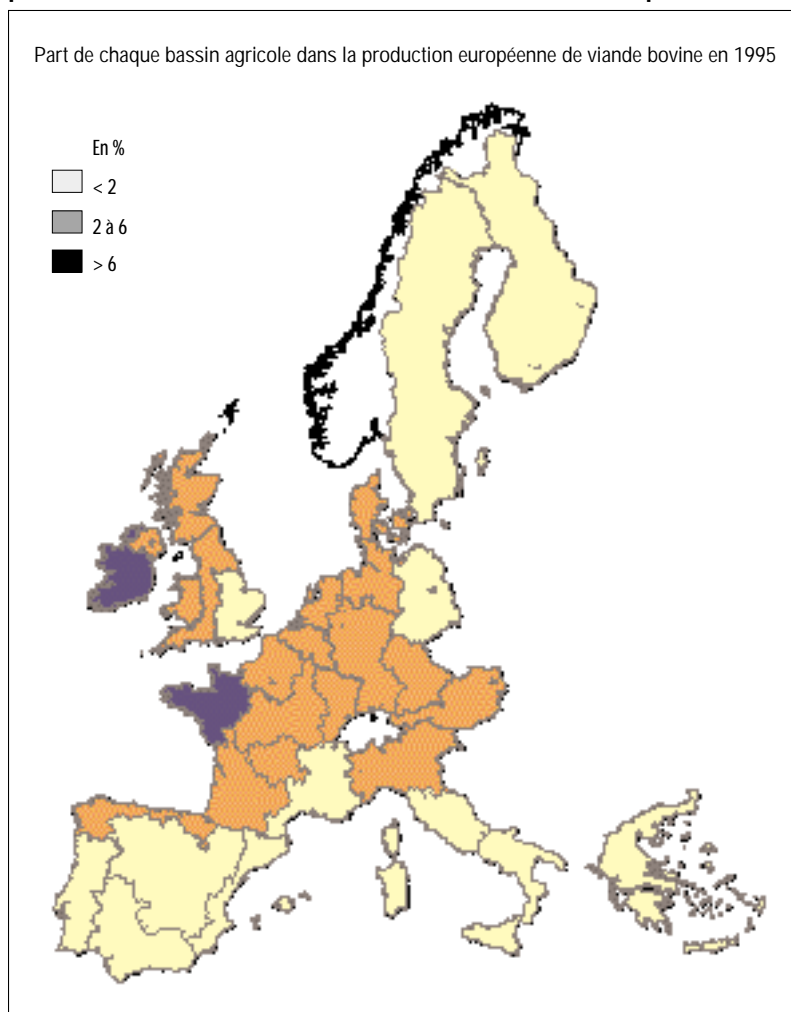 Part de chaque bassin agricole dans la production européenne de viande bovine en 1995
En %
< 2
2 à 6
> 6